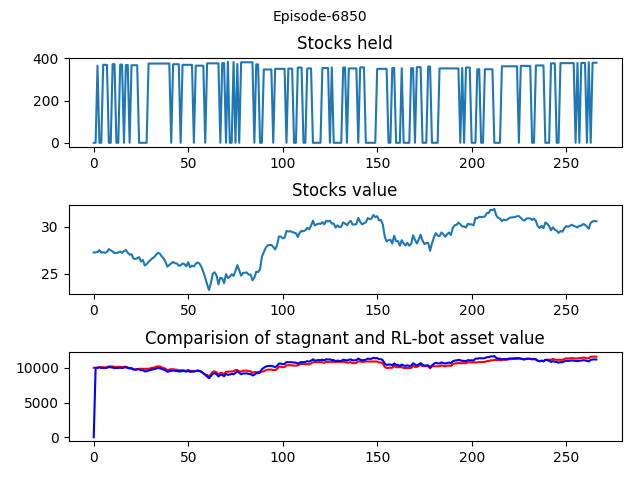 Episode-6850
Stocks held
400
200
0
0 50 100 150 200 250
Stocks value
30
25
0 50 100 150 200 250
Comparision of stagnant and RL-bot asset value
10000
5000
0
0 50 100 150 200 250